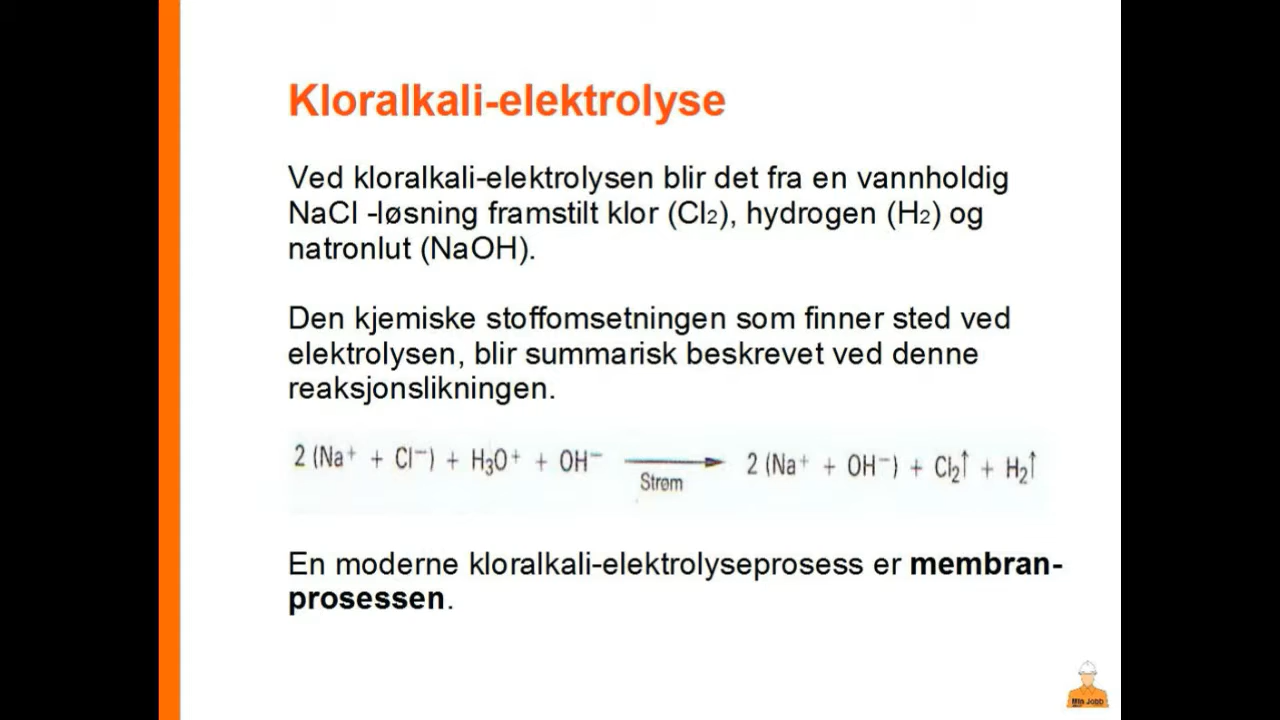 Kloralkali-elektrolyse
Ved kloralkali-elektrolysen blir det fra en vannholdig
NaCl -løsning framstilt klor (Cl2), hydrogen (H2) og
natronlut (NaOH).
Den kjemiske stoffomsetningen som finner sted ved
elektrolysen, blir summarisk beskrevet ved denne
reaksjonslikningen.
2 (Na⁺ + Cl⁻) + H₃O⁺ + OH⁻ → 2 (Na⁺ + OH⁻) + Cl₂↑ + H₂↑
Strøm
En moderne kloralkali-elektrolyseprosess er membran-
prosessen.
Min Jobb